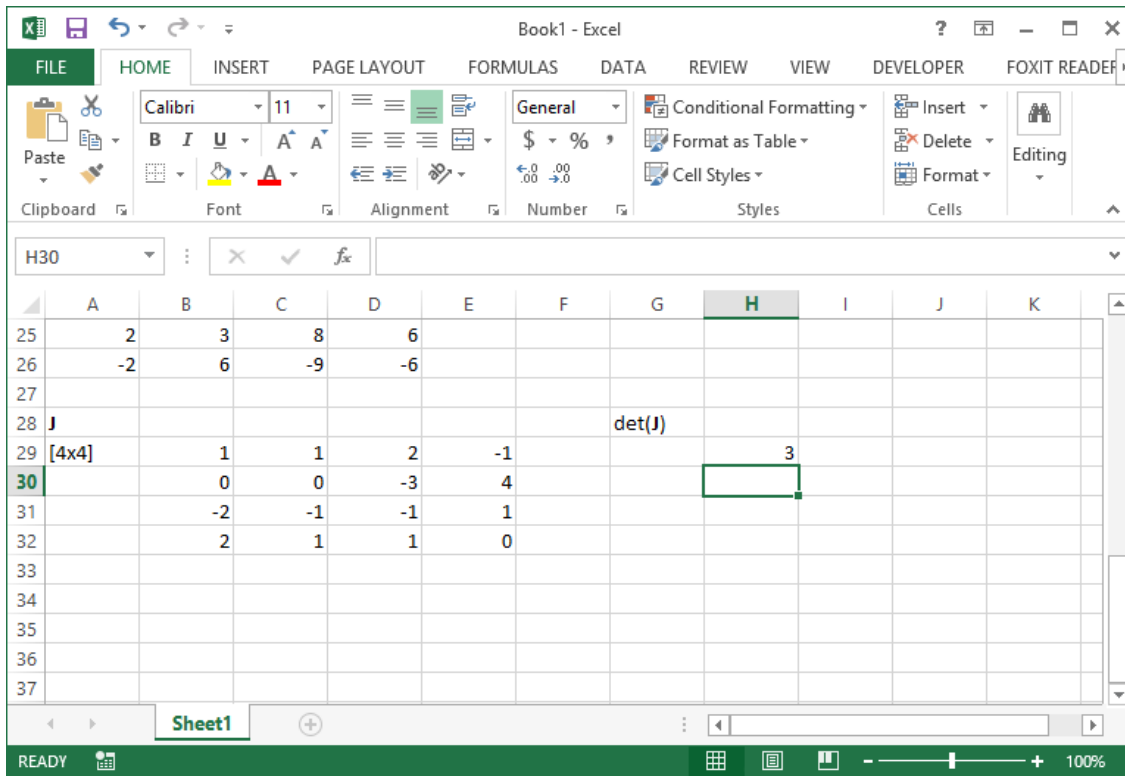 Book1 - Excel
FILE HOME INSERT PAGE LAYOUT FORMULAS DATA REVIEW VIEW DEVELOPER FOXIT READER
Calibri 11 General Conditional Formatting Insert
Paste B I U A A $ % , Format as Table Delete Editing
Cell Styles Format
Clipboard Font Alignment Number Styles Cells
H30 fx
A B C D E F G H I J K
25 2 3 8 6
26 -2 6 -9 -6
27
28 J det(J)
29 [4x4] 1 1 2 -1 3
30 0 0 -3 4
31 -2 -1 -1 1
32 2 1 1 0
33
34
35
36
37
Sheet1
READY 100%